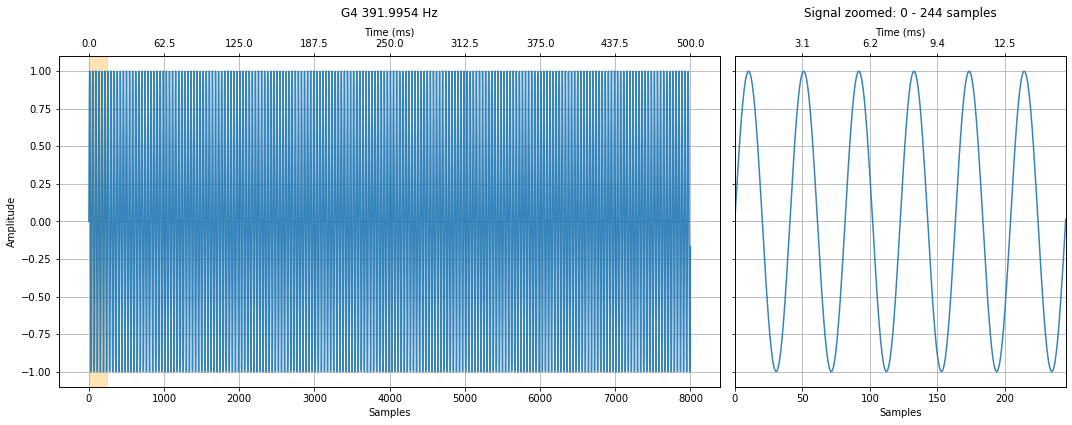 G4 391.9954 Hz
Time (ms)
0.0 62.5 125.0 187.5 250.0 312.5 375.0 437.5 500.0
1.00
0.75
0.50
0.25
0.00
−0.25
−0.50
−0.75
−1.00
Amplitude
0 1000 2000 3000 4000 5000 6000 7000 8000
Samples
Signal zoomed: 0 - 244 samples
Time (ms)
3.1 6.2 9.4 12.5
0 50 100 150 200
Samples